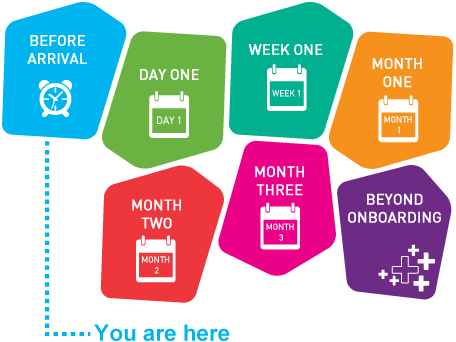 BEFORE
ARRIVAL
DAY ONE
DAY 1
WEEK ONE
WEEK 1
MONTH
ONE
MONTH
1
MONTH
TWO
MONTH
2
MONTH
THREE
MONTH
3
BEYOND
ONBOARDING
You are here